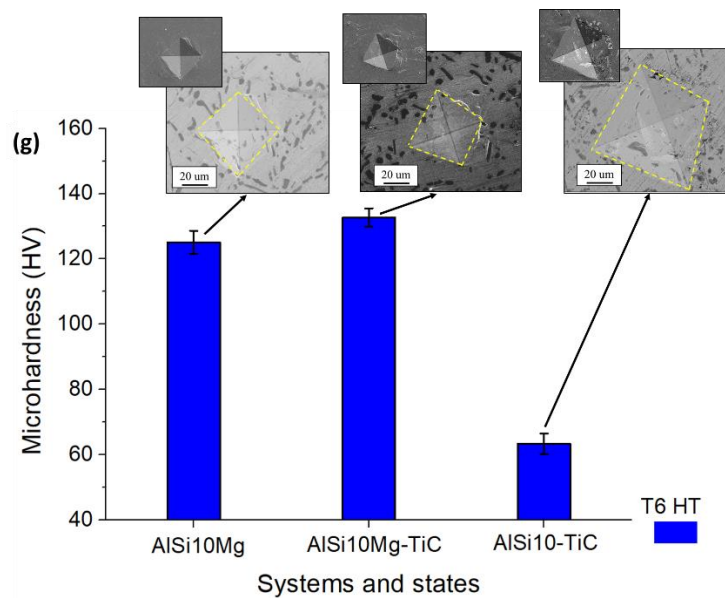 (g)
20 um
20 um
20 um
160
140
120
100
80
60
40
Microhardness (HV)
AlSi10Mg
AlSi10Mg-TiC
AlSi10-TiC
Systems and states
T6 HT